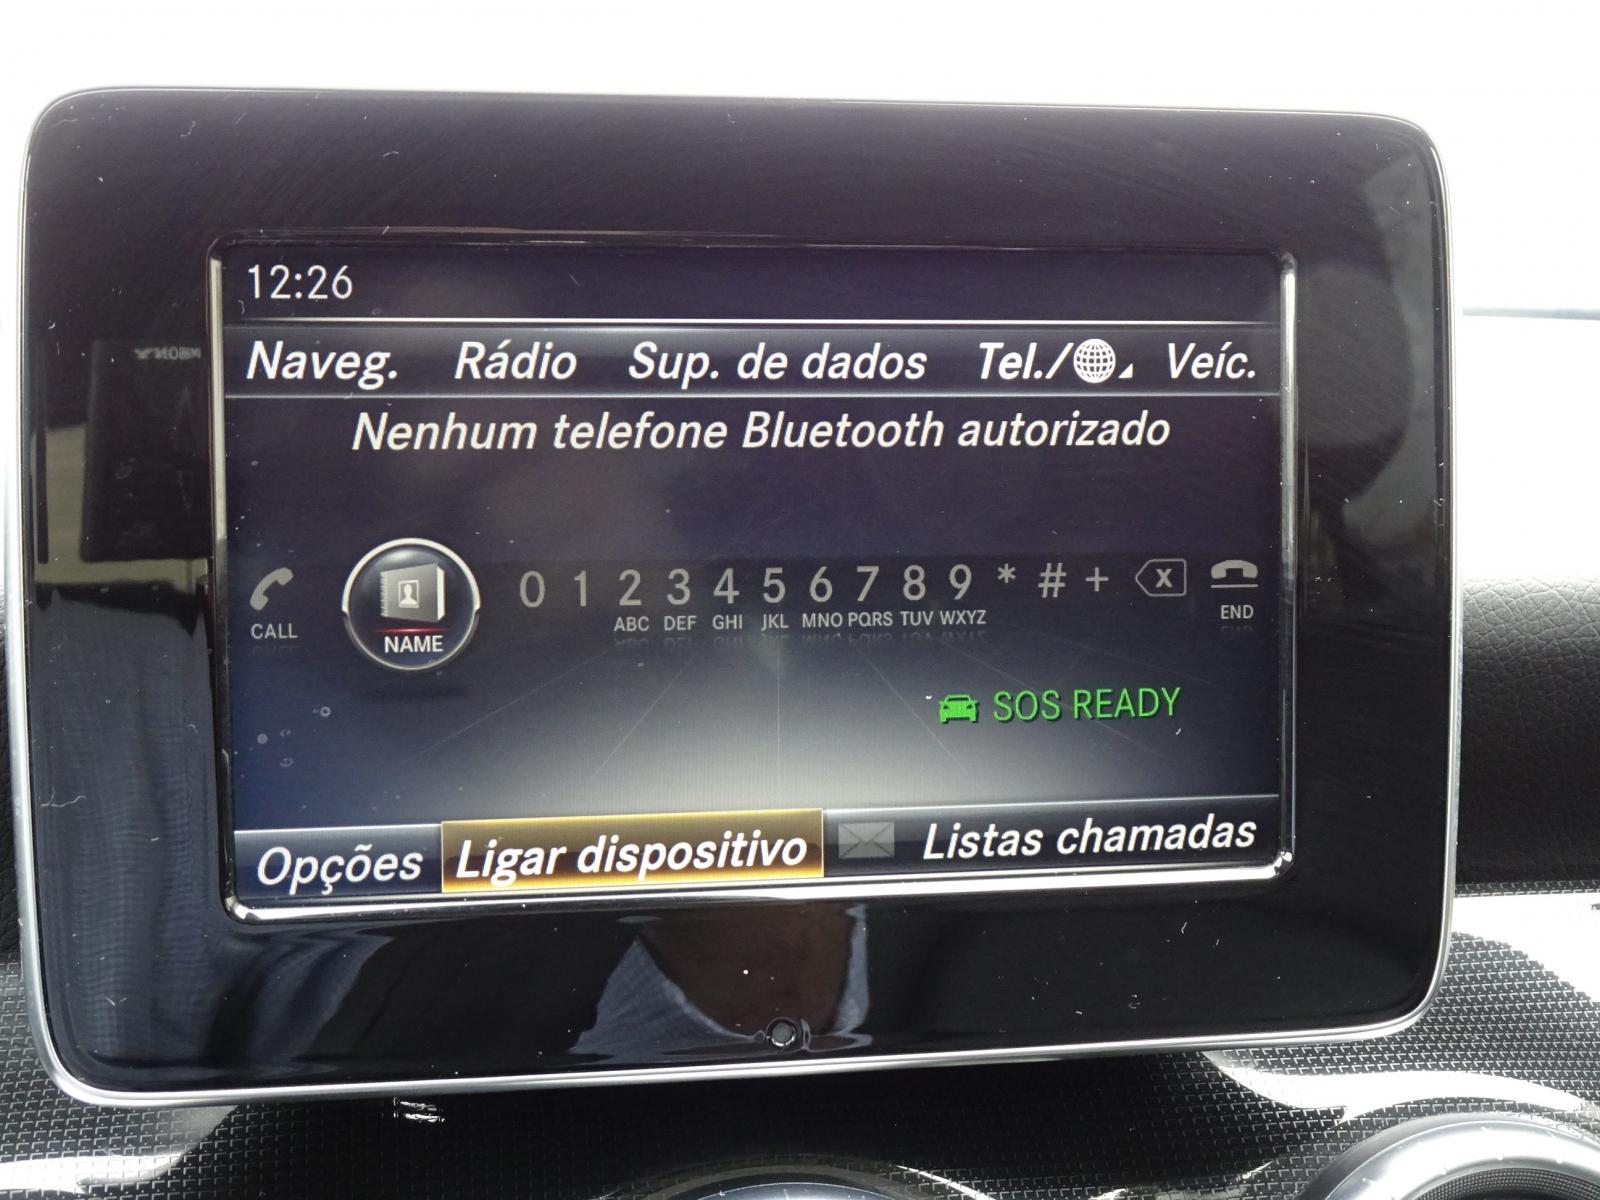 12:26
Naveg. Rádio Sup. de dados Tel./ Veíc.
Nenhum telefone Bluetooth autorizado
0 1 2 3 4 5 6 7 8 9 * # + X
CALL NAME ABC DEF GHI JKL MNO PQRS TUV WXYZ END
SOS READY
Opções Ligar dispositivo Listas chamadas